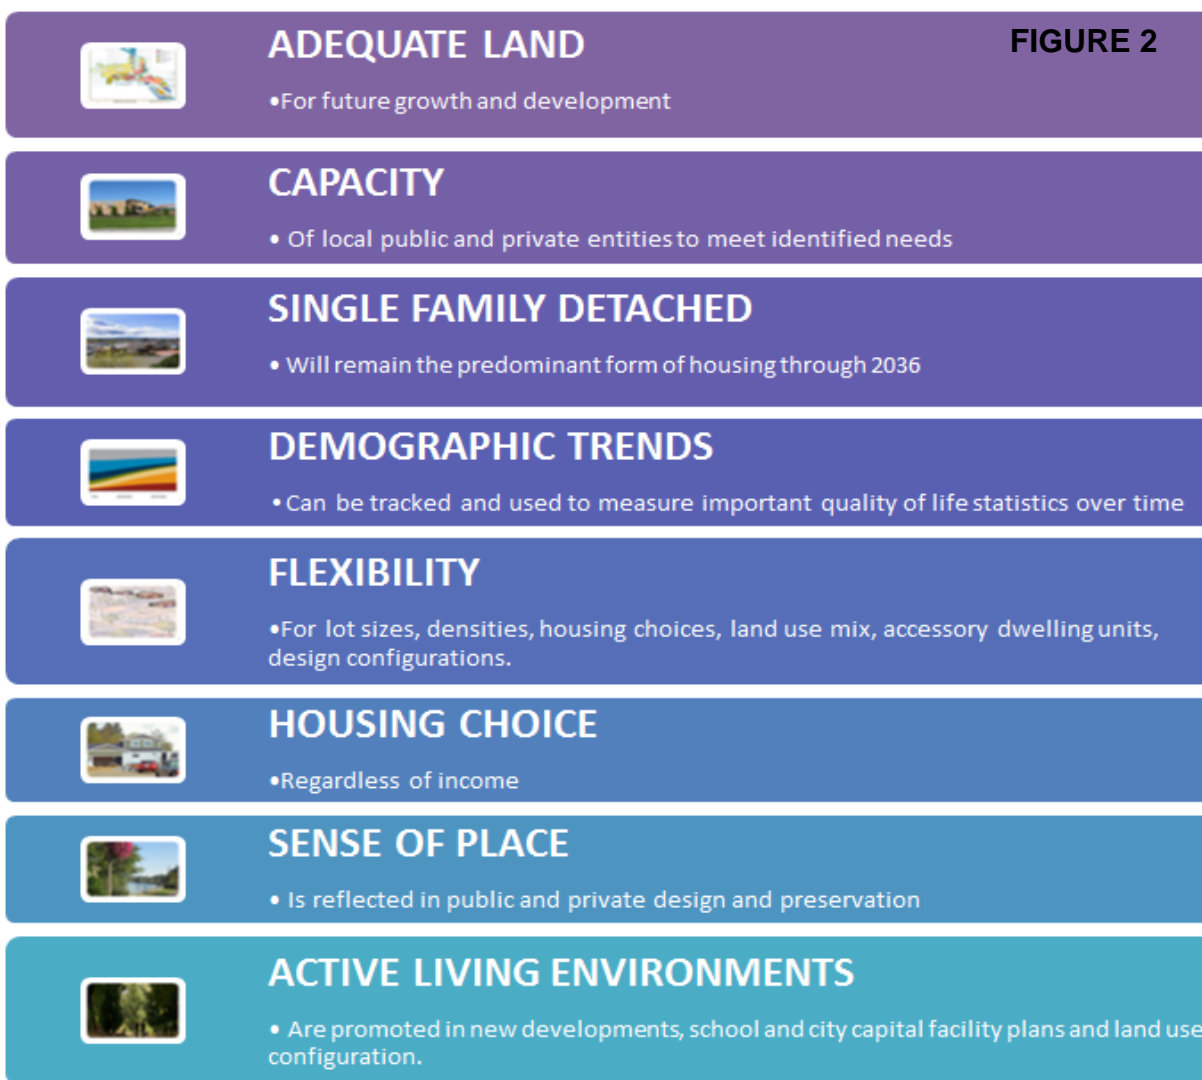 ADEQUATE LAND
FIGURE 2
•For future growth and development
CAPACITY
• Of local public and private entities to meet identified needs
SINGLE FAMILY DETACHED
• Will remain the predominant form of housing through 2036
DEMOGRAPHIC TRENDS
• Can be tracked and used to measure important quality of life statistics over time
FLEXIBILITY
•For lot sizes, densities, housing choices, land use mix, accessory dwelling units,
design configurations.
HOUSING CHOICE
•Regardless of income
SENSE OF PLACE
• Is reflected in public and private design and preservation
ACTIVE LIVING ENVIRONMENTS
• Are promoted in new developments, school and city capital facility plans and land use
configuration.